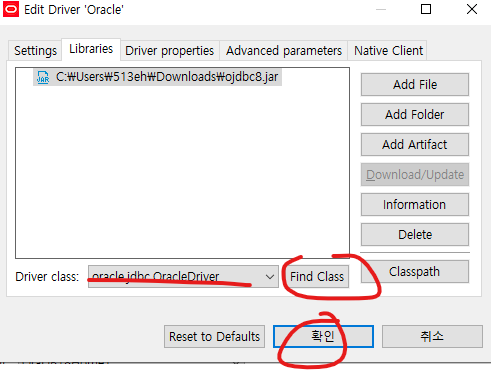 Edit Driver 'Oracle'
Settings Libraries Driver properties Advanced parameters Native Client
JAR C:₩Users₩513eh₩Downloads₩ojdbc8.jar
Add File
Add Folder
Add Artifact
Download/Update
Information
Delete
Driver class: oracle.jdbc.OracleDriver Find Class Classpath
Reset to Defaults 확인 취소